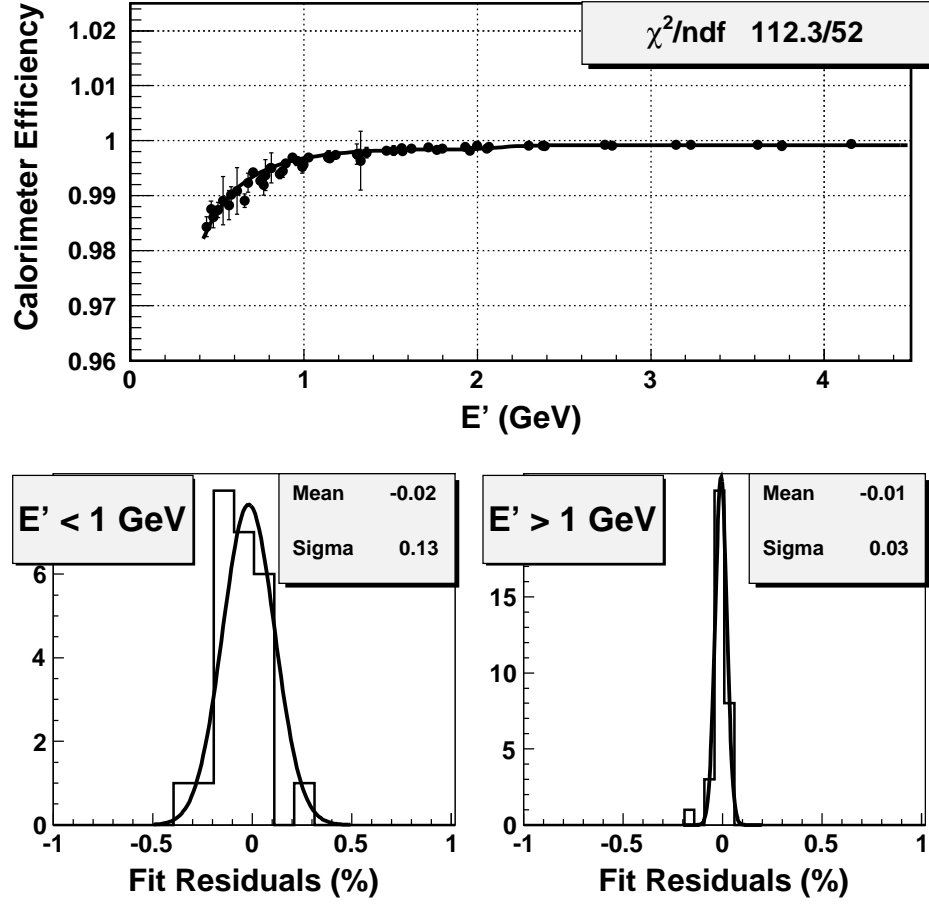 1.02
χ²/ndf 112.3/52
1.01
1
0.99
0.98
0.97
0.96
Calorimeter Efficiency
0 1 2 3 4
E' (GeV)
E' < 1 GeV
Mean -0.02
Sigma 0.13
6
4
2
0
-1 -0.5 0 0.5 1
Fit Residuals (%)
E' > 1 GeV
Mean -0.01
Sigma 0.03
15
10
5
0
-1 -0.5 0 0.5 1
Fit Residuals (%)